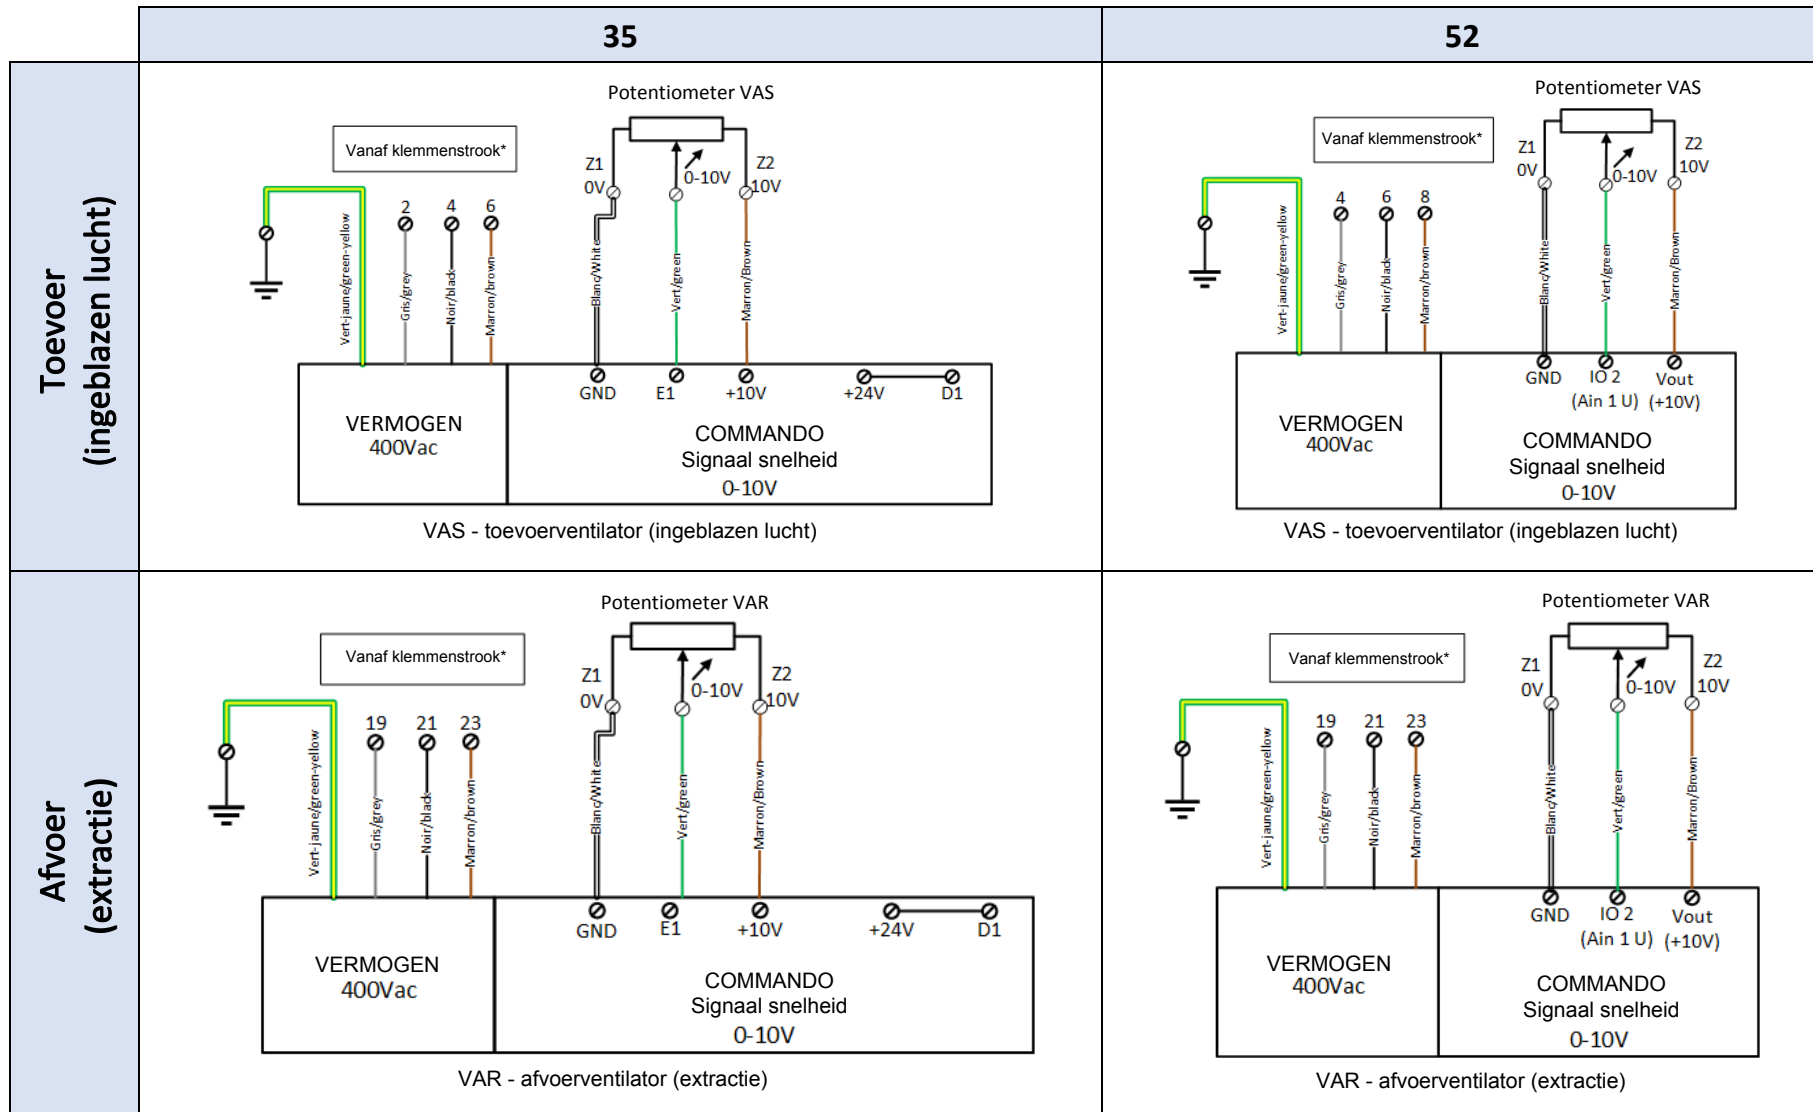 35
52
Toevoer
(ingeblazen lucht)
Potentiometer VAS
Vanaf klemmenstrook*
Z1
0V
0-10V
Z2
10V
2
4
6
Vert-jaune/green-yellow
Gris/grey
Noir/black
Marron/brown
Blanc/White
Vert/green
Marron/Brown
GND
E1
+10V
+24V
D1
VERMOGEN
400Vac
COMMANDO
Signaal snelheid
0-10V
VAS - toevoerventilator (ingeblazen lucht)
Potentiometer VAS
Vanaf klemmenstrook*
Z1
0V
0-10V
Z2
10V
4
6
8
Vert-jaune/green-yellow
Gris/grey
Noir/black
Marron/brown
Blanc/White
Vert/green
Marron/Brown
GND
IO 2
(Ain 1 U)
Vout
(+10V)
VERMOGEN
400Vac
COMMANDO
Signaal snelheid
0-10V
VAS - toevoerventilator (ingeblazen lucht)
Afvoer
(extractie)
Potentiometer VAR
Vanaf klemmenstrook*
Z1
0V
0-10V
Z2
10V
19
21
23
Vert-jaune/green-yellow
Gris/grey
Noir/black
Marron/brown
Blanc/White
Vert/green
Marron/Brown
GND
E1
+10V
+24V
D1
VERMOGEN
400Vac
COMMANDO
Signaal snelheid
0-10V
VAR - afvoerventilator (extractie)
Potentiometer VAR
Vanaf klemmenstrook*
Z1
0V
0-10V
Z2
10V
19
21
23
Vert-jaune/green-yellow
Gris/grey
Noir/black
Marron/brown
Blanc/White
Vert/green
Marron/Brown
GND
IO 2
(Ain 1 U)
Vout
(+10V)
VERMOGEN
400Vac
COMMANDO
Signaal snelheid
0-10V
VAR - afvoerventilator (extractie)